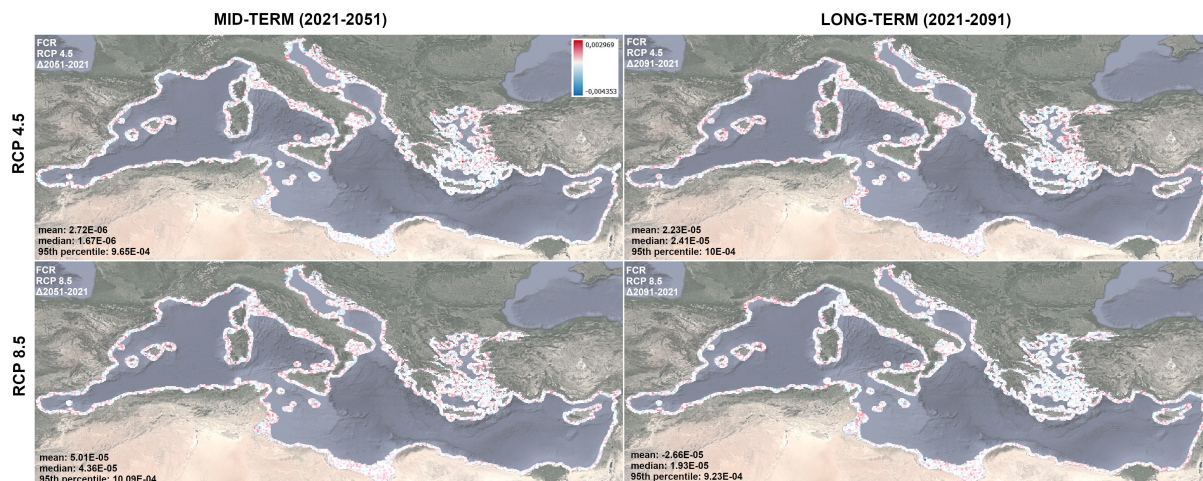 MID-TERM (2021-2051)
LONG-TERM (2021-2091)
RCP 4.5
FCR
RCP 4.5
Δ2051-2021
0,002969
-0,004353
mean: 2.72E-06
median: 1.67E-06
95th percentile: 9.65E-04
FCR
RCP 4.5
Δ2091-2021
mean: 2.23E-05
median: 2.41E-05
95th percentile: 10E-04
RCP 8.5
FCR
RCP 8.5
Δ2051-2021
mean: 5.01E-05
median: 4.36E-05
95th percentile: 10.09E-04
FCR
RCP 8.5
Δ2091-2021
mean: -2.66E-05
median: 1.93E-05
95th percentile: 9.23E-04